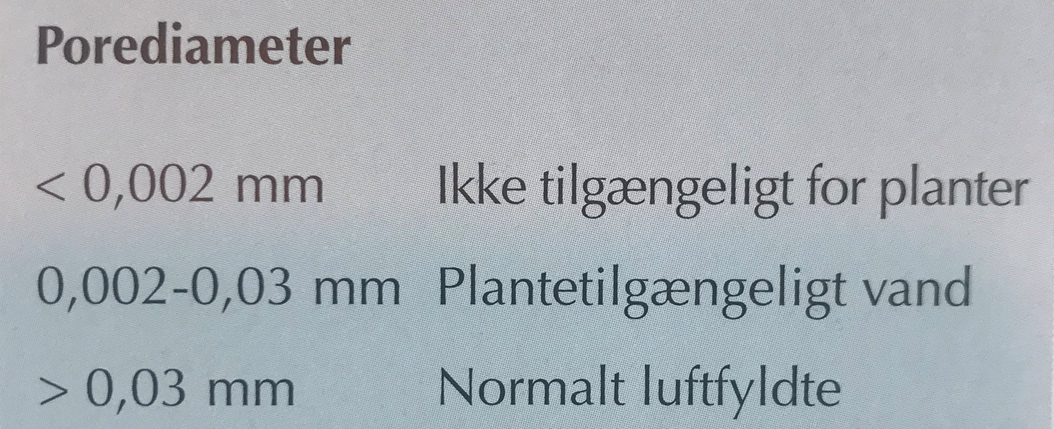 Porediameter
< 0,002 mm Ikke tilgængeligt for planter
0,002-0,03 mm Plantetilgængeligt vand
> 0,03 mm Normalt luftfyldte